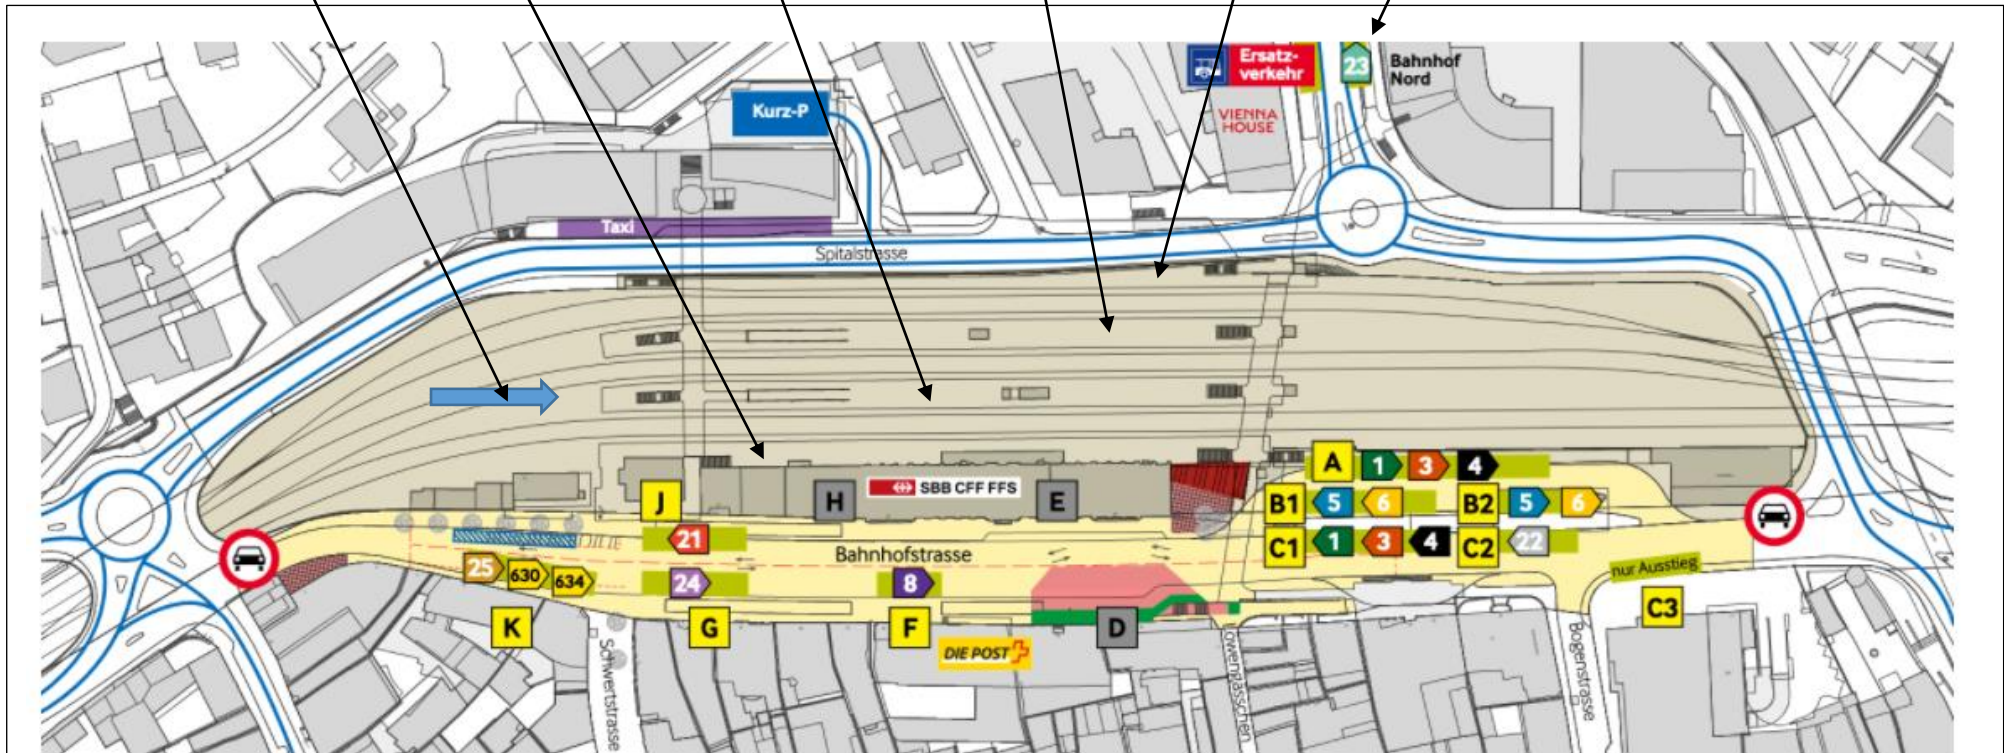 Ersatz-
verkehr
23
Bahnhof
Nord
Kurz-P
VIENNA
HOUSE
Taxi
Spitalstrasse
A 1 3 4
J H SBB CFF FFS E
B1 5 6 B2 5 6
21
C1 1 3 4 C2 22
Bahnhofstrasse
25 630 634
24
8
nur Ausstieg
K G F D
C3
DIE POST
Schwertstrasse
Löwengässchen
Bogenstrasse